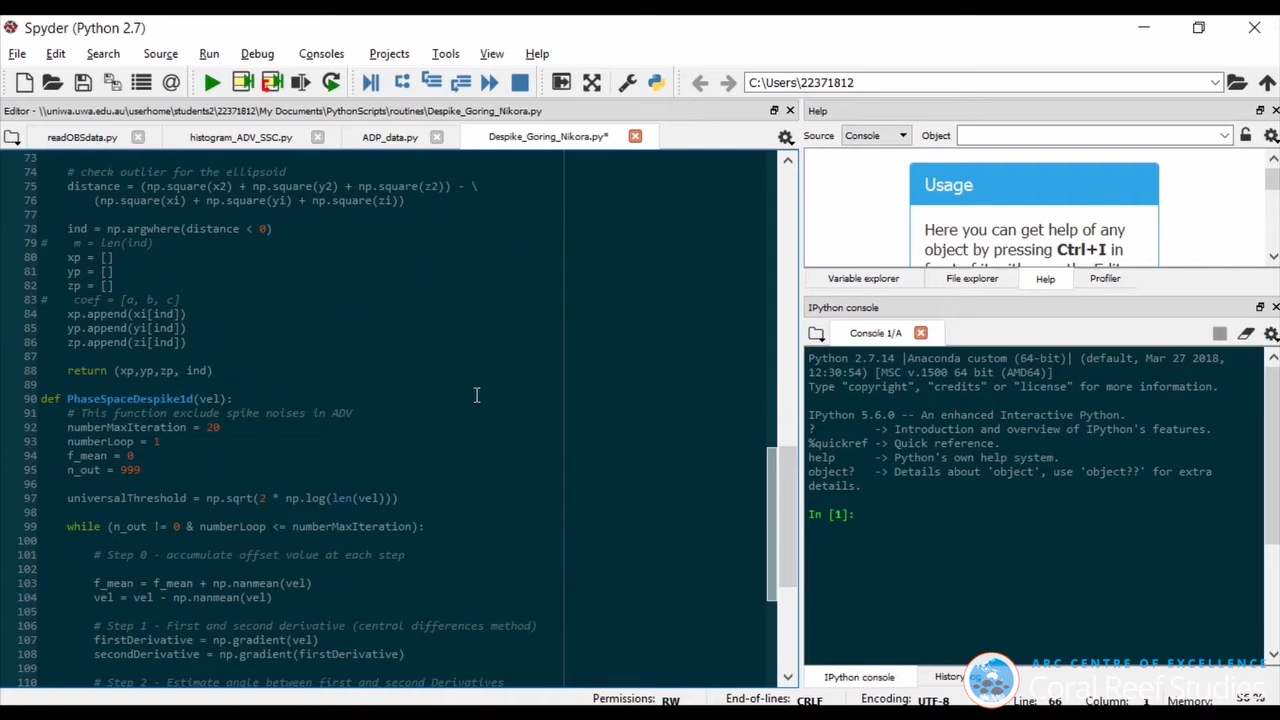 Spyder (Python 2.7)
File Edit Search Source Run Debug Consoles Projects Tools View Help
C:\Users\22371812
Editor - \\uniwa.uwa.edu.au\userhome\students2\22371812\My Documents\PythonScripts\routines\Despike_Goring_Nikora.py
readOBSdata.py histogram_ADV_SSC.py ADP_data.py Despike_Goring_Nikora.py*
73
74 # check outlier for the ellipsoid
75 distance = (np.square(x2) + np.square(y2) + np.square(z2)) - \
76 (np.square(xi) + np.square(yi) + np.square(zi))
77
78 ind = np.argwhere(distance < 0)
79 # m = len(ind)
80 xp = []
81 yp = []
82 zp = []
83 # coef = [a, b, c]
84 xp.append(xi[ind])
85 yp.append(yi[ind])
86 zp.append(zi[ind])
87
88 return (xp,yp,zp, ind)
89
90 def PhaseSpaceDespike1d(vel):
91 # This function exclude spike noises in ADV
92 numberMaxIteration = 20
93 numberLoop = 1
94 f_mean = 0
95 n_out = 999
96
97 universalThreshold = np.sqrt(2 * np.log(len(vel)))
98
99 while (n_out != 0 & numberLoop <= numberMaxIteration):
100
101 # Step 0 - accumulate offset value at each step
102
103 f_mean = f_mean + np.nanmean(vel)
104 vel = vel - np.nanmean(vel)
105
106 # Step 1 - First and second derivative (central differences method)
107 firstDerivative = np.gradient(vel)
108 secondDerivative = np.gradient(firstDerivative)
109
110 # Step 2 - Estimate angle between first and second Derivatives
Help
Source Console Object
Usage
Here you can get help of any
object by pressing Ctrl+I in
Variable explorer File explorer Help Profiler
IPython console
Console 1/A
Python 2.7.14 |Anaconda custom (64-bit)| (default, Mar 27 2018,
12:30:54) [MSC v.1500 64 bit (AMD64)]
Type "copyright", "credits" or "license" for more information.
IPython 5.6.0 -- An enhanced Interactive Python.
? -> Introduction and overview of IPython's features.
%quickref -> Quick reference.
help -> Python's own help system.
object? -> Details about 'object', use 'object??' for extra
details.
In [1]:
IPython console History log
ARC CENTRE OF EXCELLENCE
Coral Reef Studies
Permissions: RW End-of-lines: CRLF Encoding: UTF-8 Line: 66 Column: 1 Memory: 56 %